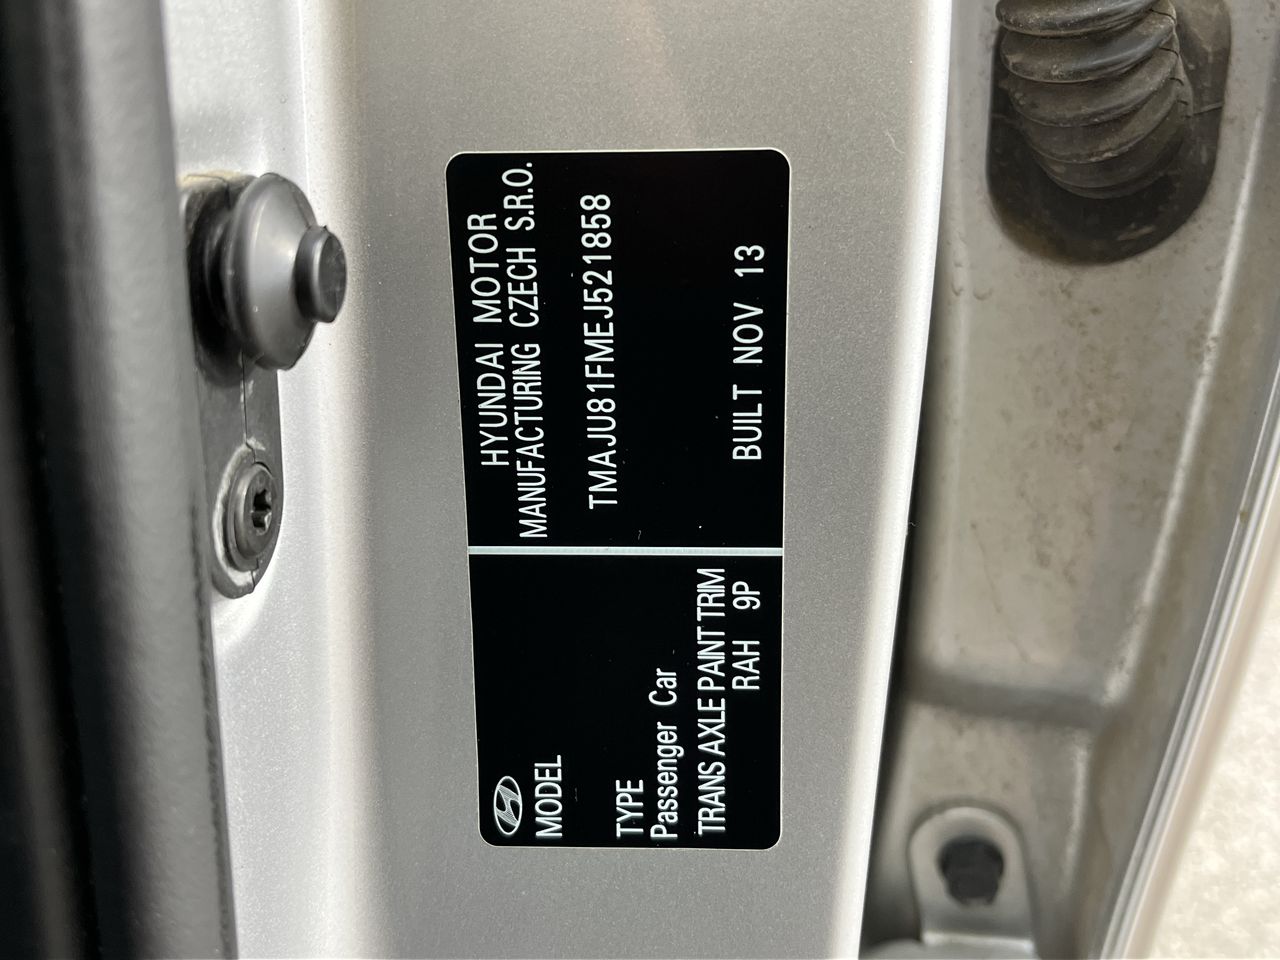 MODEL
TYPE
Passenger Car
TRANS AXLE PAINT TRIM
RAH 9P
HYUNDAI MOTOR
MANUFACTURING CZECH S.R.O.
TMAJU81FMEJ521858
BUILT NOV 13